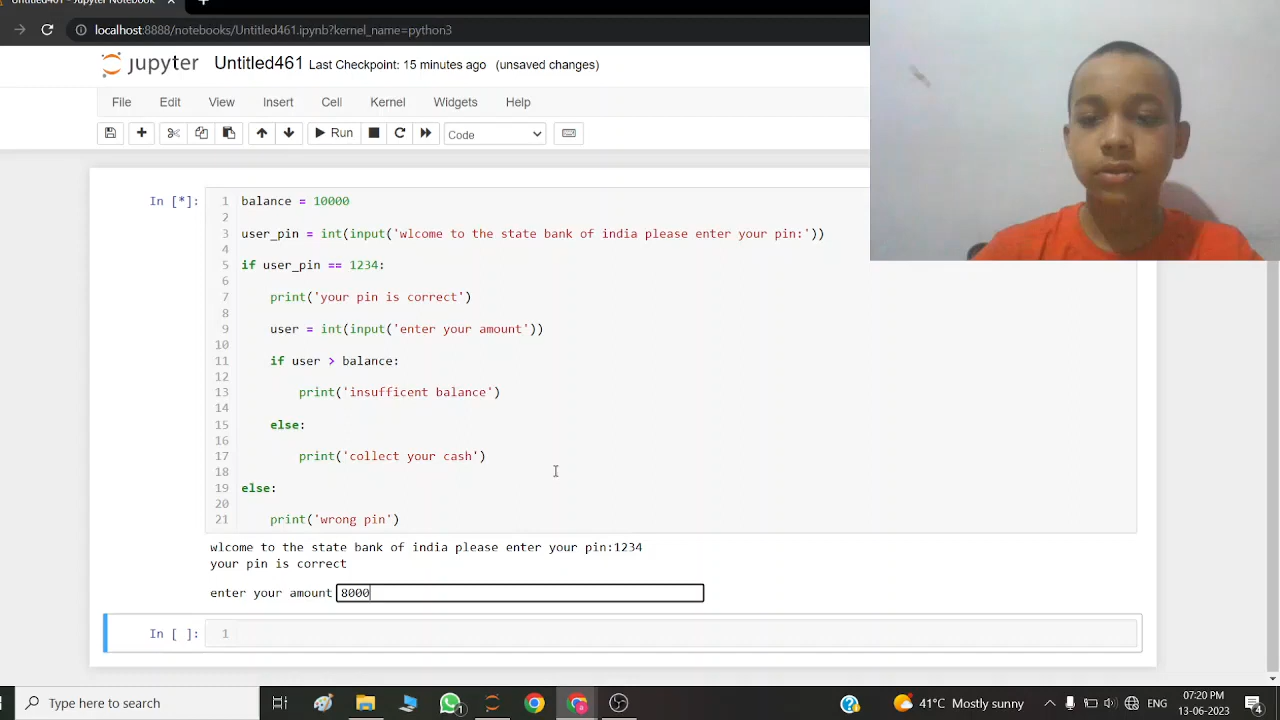 Untitled461 - Jupyter Notebook
localhost:8888/notebooks/Untitled461.ipynb?kernel_name=python3
jupyter Untitled461 Last Checkpoint: 15 minutes ago (unsaved changes)
File Edit View Insert Cell Kernel Widgets Help
Run Code
In [*]:
1 balance = 10000
2
3 user_pin = int(input('wlcome to the state bank of india please enter your pin:'))
4
5 if user_pin == 1234:
6
7 print('your pin is correct')
8
9 user = int(input('enter your amount'))
10
11 if user > balance:
12
13 print('insufficent balance')
14
15 else:
16
17 print('collect your cash')
18
19 else:
20
21 print('wrong pin')
wlcome to the state bank of india please enter your pin:1234
your pin is correct
enter your amount 8000
In [ ]: 1
Type here to search
1
41°C Mostly sunny
ENG
07:20 PM
13-06-2023
4